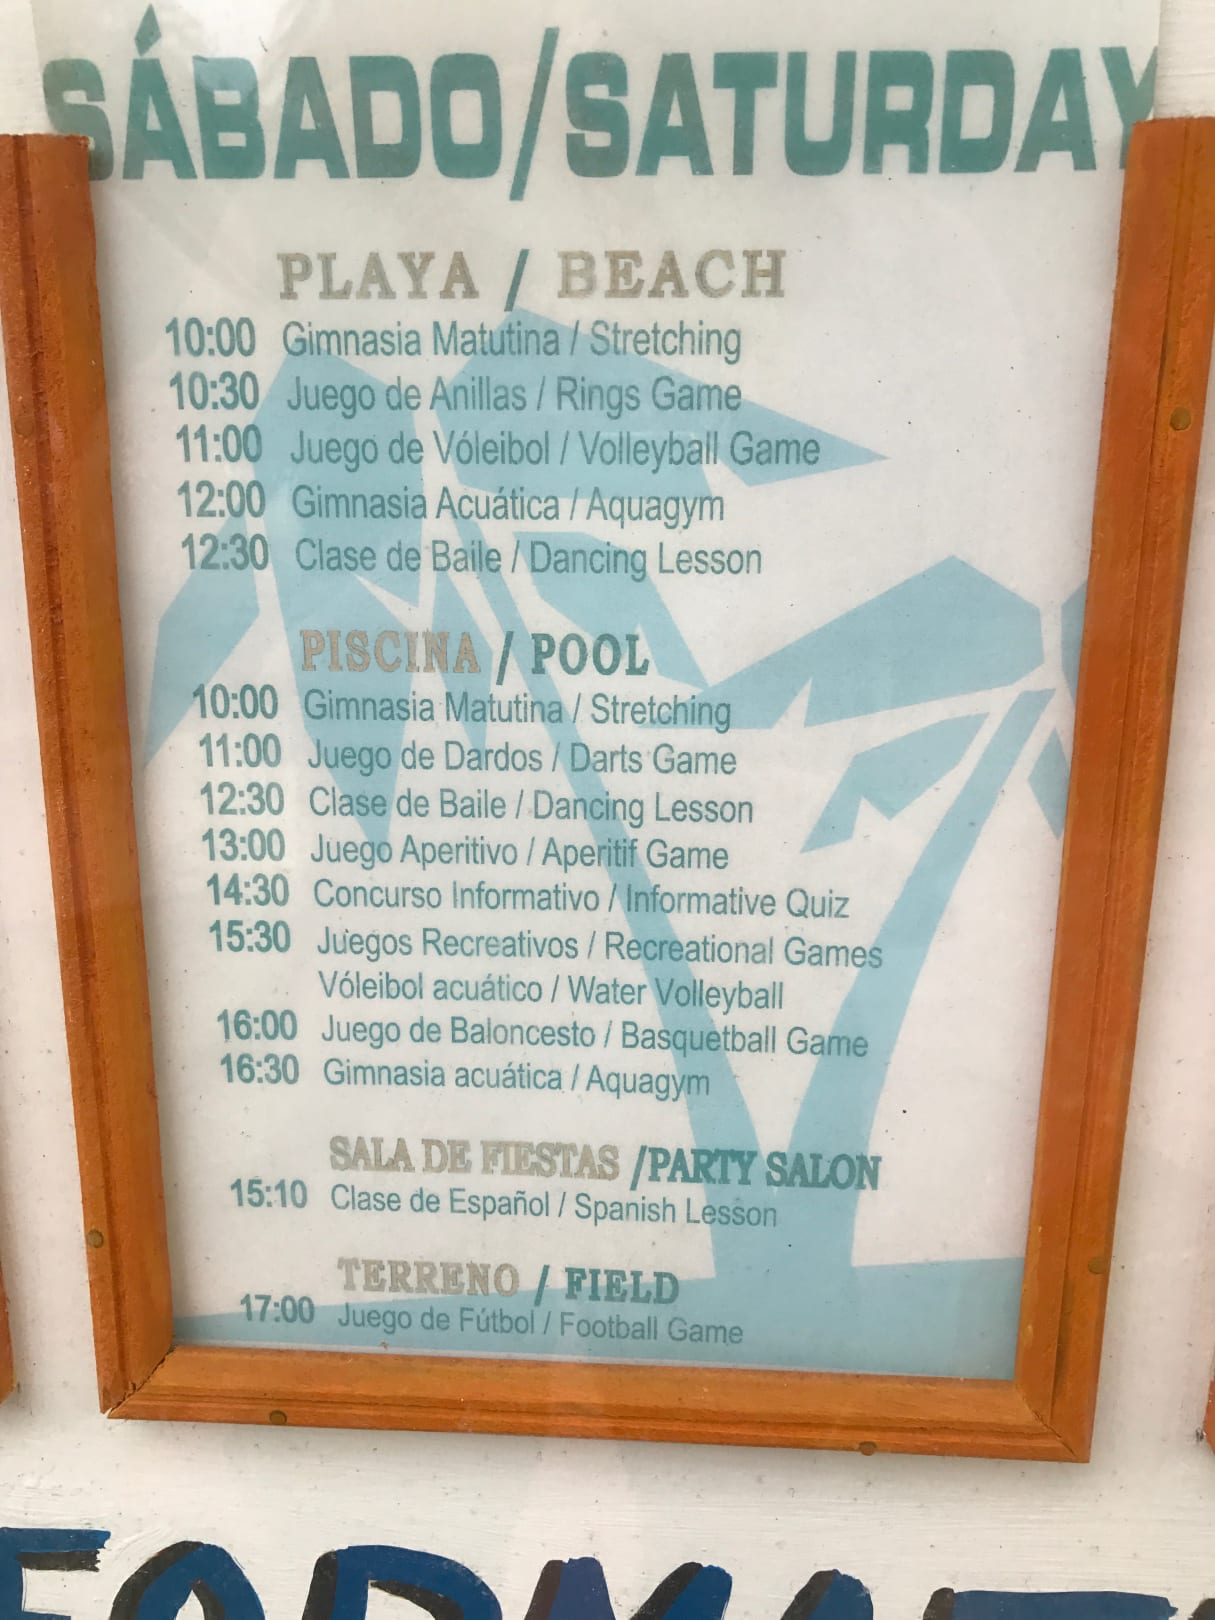 SÁBADO/SATURDAY
PLAYA / BEACH
10:00 Gimnasia Matutina / Stretching
10:30 Juego de Anillas / Rings Game
11:00 Juego de Vóleibol / Volleyball Game
12:00 Gimnasia Acuática / Aquagym
12:30 Clase de Baile / Dancing Lesson
PISCINA / POOL
10:00 Gimnasia Matutina / Stretching
11:00 Juego de Dardos / Darts Game
12:30 Clase de Baile / Dancing Lesson
13:00 Juego Aperitivo / Aperitif Game
14:30 Concurso Informativo / Informative Quiz
15:30 Juegos Recreativos / Recreational Games
Vóleibol acuático / Water Volleyball
16:00 Juego de Baloncesto / Basquetball Game
16:30 Gimnasia acuática / Aquagym
SALA DE FIESTAS /PARTY SALON
15:10 Clase de Español / Spanish Lesson
TERRENO / FIELD
17:00 Juego de Fútbol / Football Game